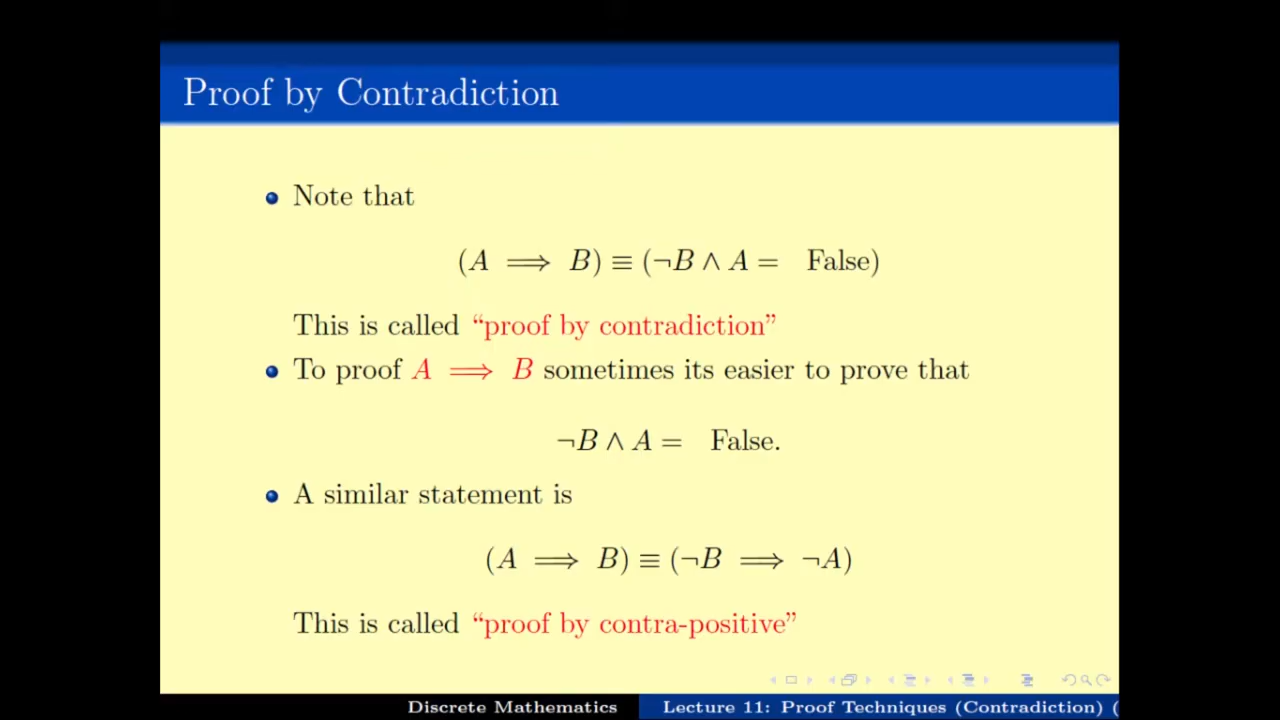 Proof by Contradiction
Note that
(A ⟹ B) ≡ (¬B ∧ A = False)
This is called “proof by contradiction”
To proof A ⟹ B sometimes its easier to prove that
¬B ∧ A = False.
A similar statement is
(A ⟹ B) ≡ (¬B ⟹ ¬A)
This is called “proof by contra-positive”
Discrete Mathematics
Lecture 11: Proof Techniques (Contradiction) (